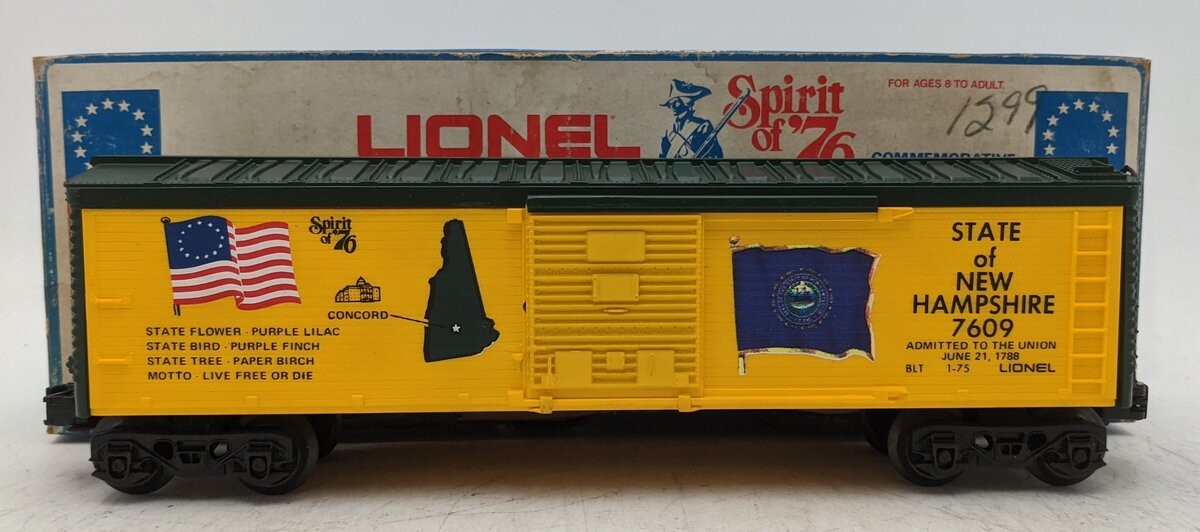 LIONEL
Spirit
of '76
FOR AGES 8 TO ADULT.
1299
COMMEMORATIVE
Spirit
of '76
CONCORD
STATE FLOWER - PURPLE LILAC
STATE BIRD - PURPLE FINCH
STATE TREE - PAPER BIRCH
MOTTO - LIVE FREE OR DIE
STATE
of
NEW
HAMPSHIRE
7609
ADMITTED TO THE UNION
JUNE 21, 1788
BLT 1-75 LIONEL